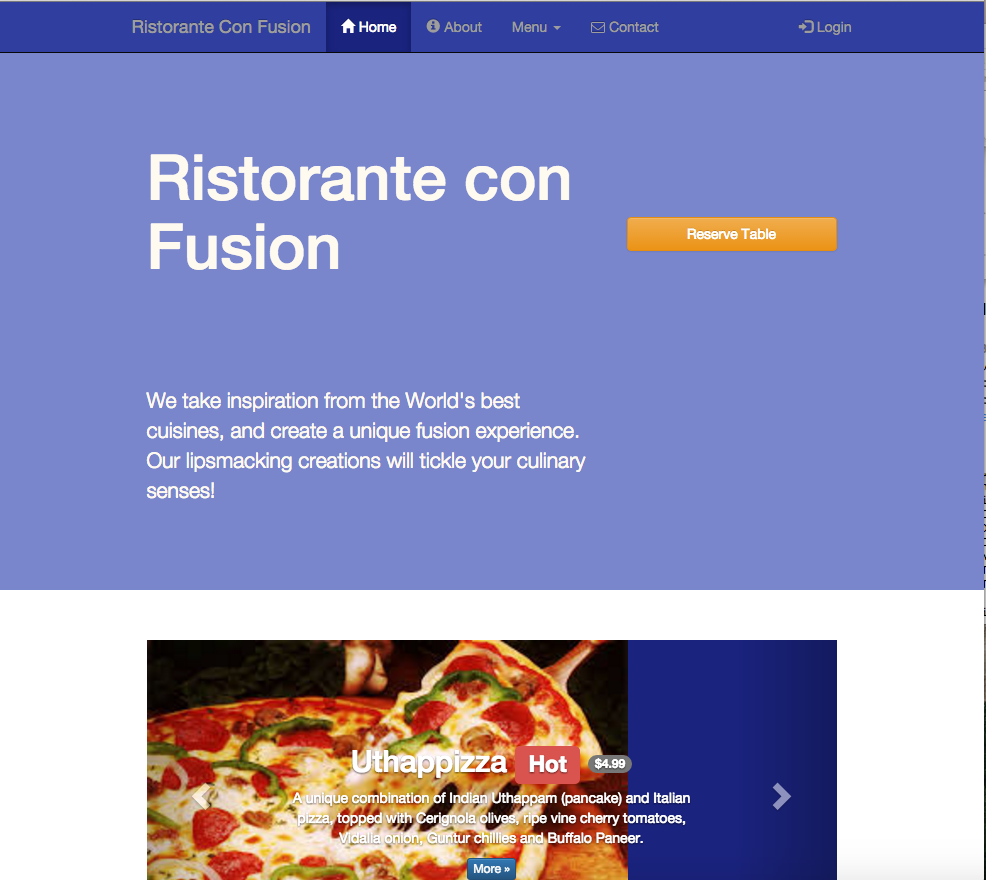 Ristorante Con Fusion Home About Menu Contact Login
Ristorante con
Fusion
Reserve Table
We take inspiration from the World's best
cuisines, and create a unique fusion experience.
Our lipsmacking creations will tickle your culinary
senses!
Uthappizza Hot $4.99
A unique combination of Indian Uthappam (pancake) and Italian
pizza, topped with Cerignola olives, ripe vine cherry tomatoes,
Vidalia onion, Guntur chillies and Buffalo Paneer.
More »